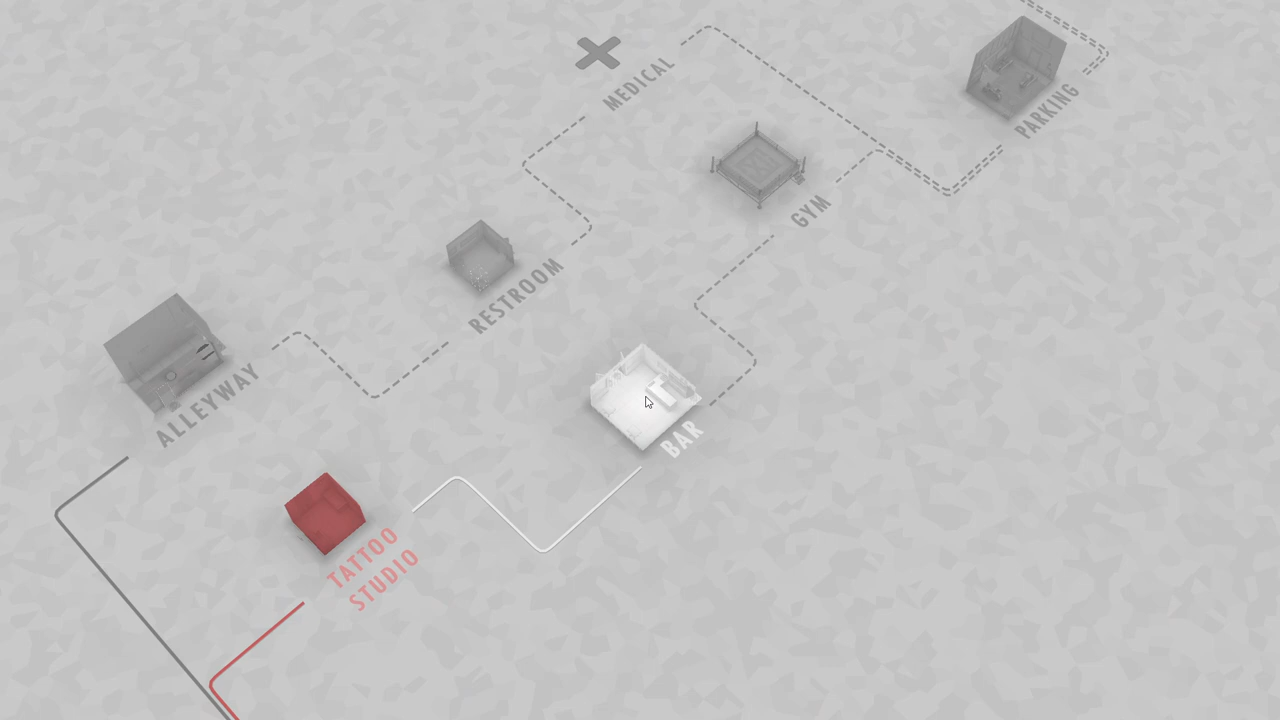 MEDICAL
PARKING
GYM
RESTROOM
ALLEYWAY
BAR
TATTOO
STUDIO